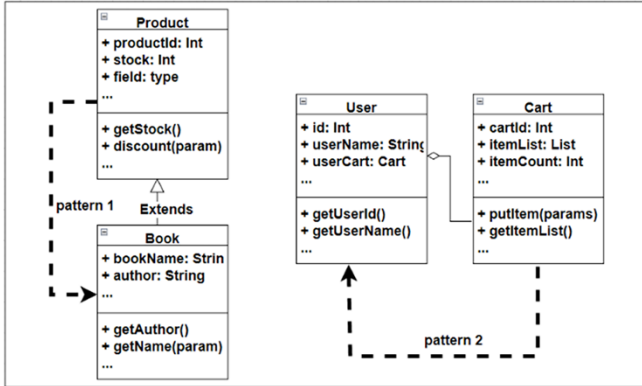 Product
+ productId: Int
+ stock: Int
+ field: type
...
+ getStock()
+ discount(param)
...
pattern 1
Extends
Book
+ bookName: Strin
+ author: String
...
+ getAuthor()
+ getName(param)
...
User
+ id: Int
+ userName: String
+ userCart: Cart
...
+ getUserId()
+ getUserName()
...
Cart
+ cartId: Int
+ itemList: List
+ itemCount: Int
...
+ putItem(params)
+ getItemList()
...
pattern 2